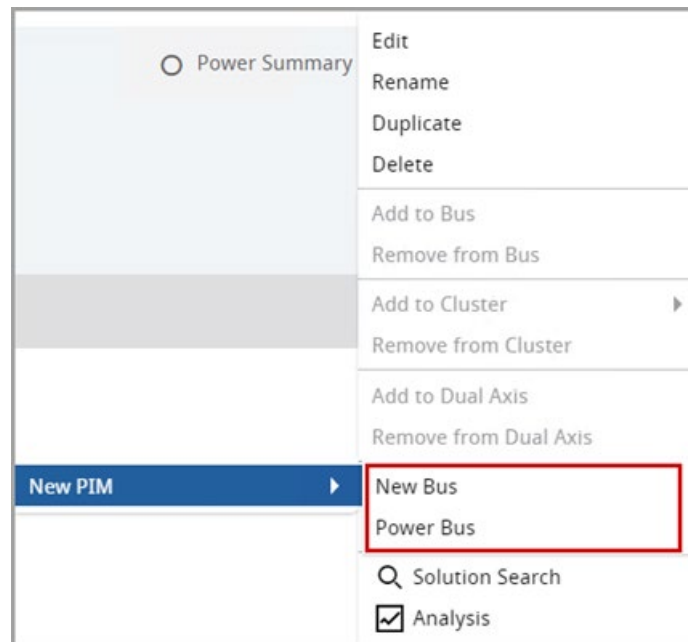 Power Summary
Edit
Rename
Duplicate
Delete
Add to Bus
Remove from Bus
Add to Cluster
Remove from Cluster
Add to Dual Axis
Remove from Dual Axis
New PIM
New Bus
Power Bus
Solution Search
Analysis